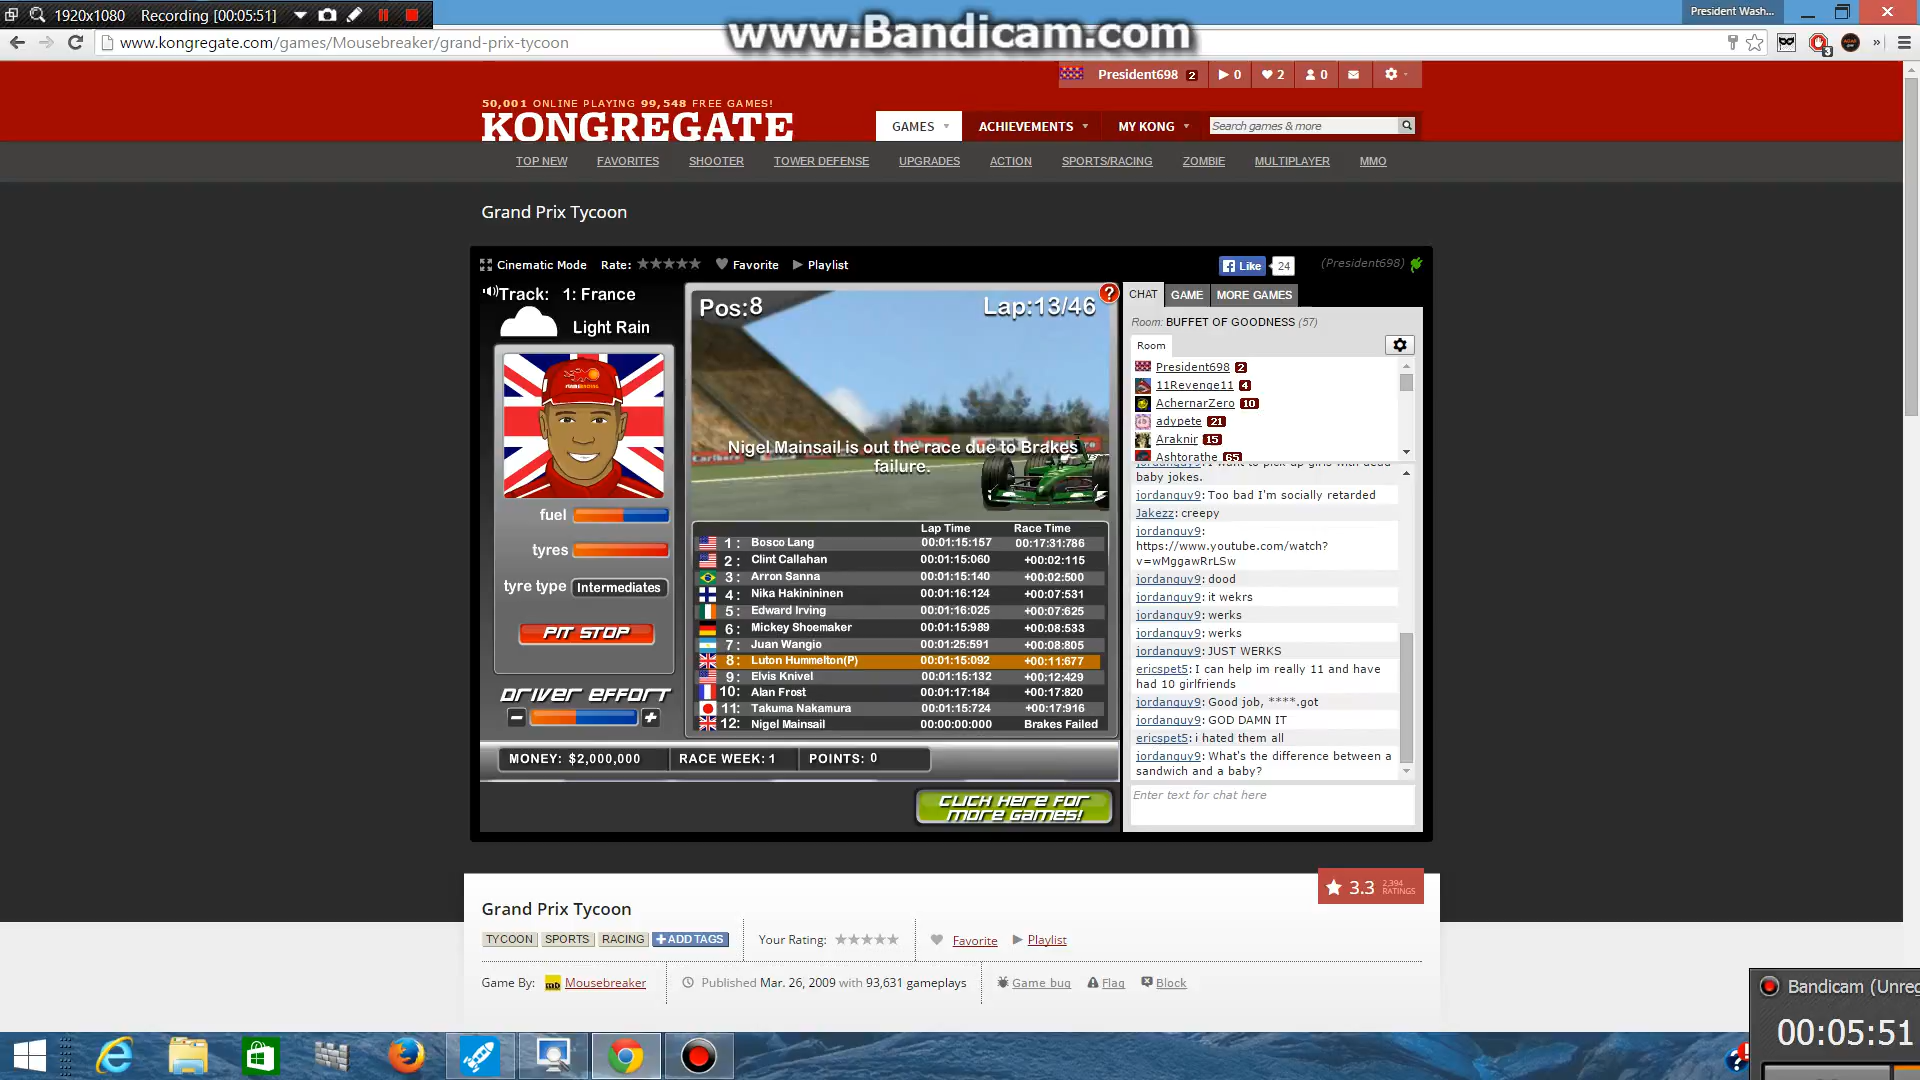 1920x1080 Recording [00:05:51]
www.Bandicam.com
President Wash...
www.kongregate.com/games/Mousebreaker/grand-prix-tycoon
3
President698 2 0 2 0
50,001 ONLINE PLAYING 99,548 FREE GAMES!
KONGREGATE
GAMES ACHIEVEMENTS MY KONG Search games & more
TOP NEW FAVORITES SHOOTER TOWER DEFENSE UPGRADES ACTION SPORTS/RACING ZOMBIE MULTIPLAYER MMO
Grand Prix Tycoon
Cinematic Mode Rate: Favorite Playlist Like 24 (President698)
Track: 1: France
Light Rain
fuel
tyres
tyre type Intermediates
PIT STOP
DRIVER EFFORT
- +
Pos:8 Lap:13/46 ?
Nigel Mainsail is out the race due to Brakes
failure.
Lap Time Race Time
1: Bosco Lang 00:01:15:157 00:17:31:786
2: Clint Callahan 00:01:15:060 +00:02:115
3: Arron Sanna 00:01:15:140 +00:02:500
4: Nika Hakinininen 00:01:16:124 +00:07:531
5: Edward Irving 00:01:16:025 +00:07:625
6: Mickey Shoemaker 00:01:15:989 +00:08:533
7: Juan Wangio 00:01:25:591 +00:08:805
8: Luton Hummelton(P) 00:01:15:092 +00:11:677
9: Elvis Knivel 00:01:15:132 +00:12:429
10: Alan Frost 00:01:17:184 +00:17:820
11: Takuma Nakamura 00:01:15:724 +00:17:916
12: Nigel Mainsail 00:00:00:000 Brakes Failed
MONEY: $2,000,000 RACE WEEK: 1 POINTS: 0
CLICK HERE FOR
MORE GAMES!
CHAT GAME MORE GAMES
Room: BUFFET OF GOODNESS (57)
Room
President698 2
11Revenge11 4
AchernarZero 10
adypete 21
Araknir 15
Ashtorathe 65
jordanguy9: I want to pick up girls with dead
baby jokes.
jordanguy9: Too bad I'm socially retarded
Jakezz: creepy
jordanguy9:
https://www.youtube.com/watch?
v=wMggawRrLSw
jordanguy9: dood
jordanguy9: it wekrs
jordanguy9: werks
jordanguy9: werks
jordanguy9: JUST WERKS
ericspet5: I can help im really 11 and have
had 10 girlfriends
jordanguy9: Good job, ****.got
jordanguy9: GOD DAMN IT
ericspet5: i hated them all
jordanguy9: What's the difference between a
sandwich and a baby?
Enter text for chat here
3.3 2,394
RATINGS
Grand Prix Tycoon
TYCOON SPORTS RACING +ADD TAGS Your Rating: Favorite Playlist
Game By: mb Mousebreaker Published Mar. 26, 2009 with 93,631 gameplays Game bug Flag Block
Bandicam (Unreg
00:05:51